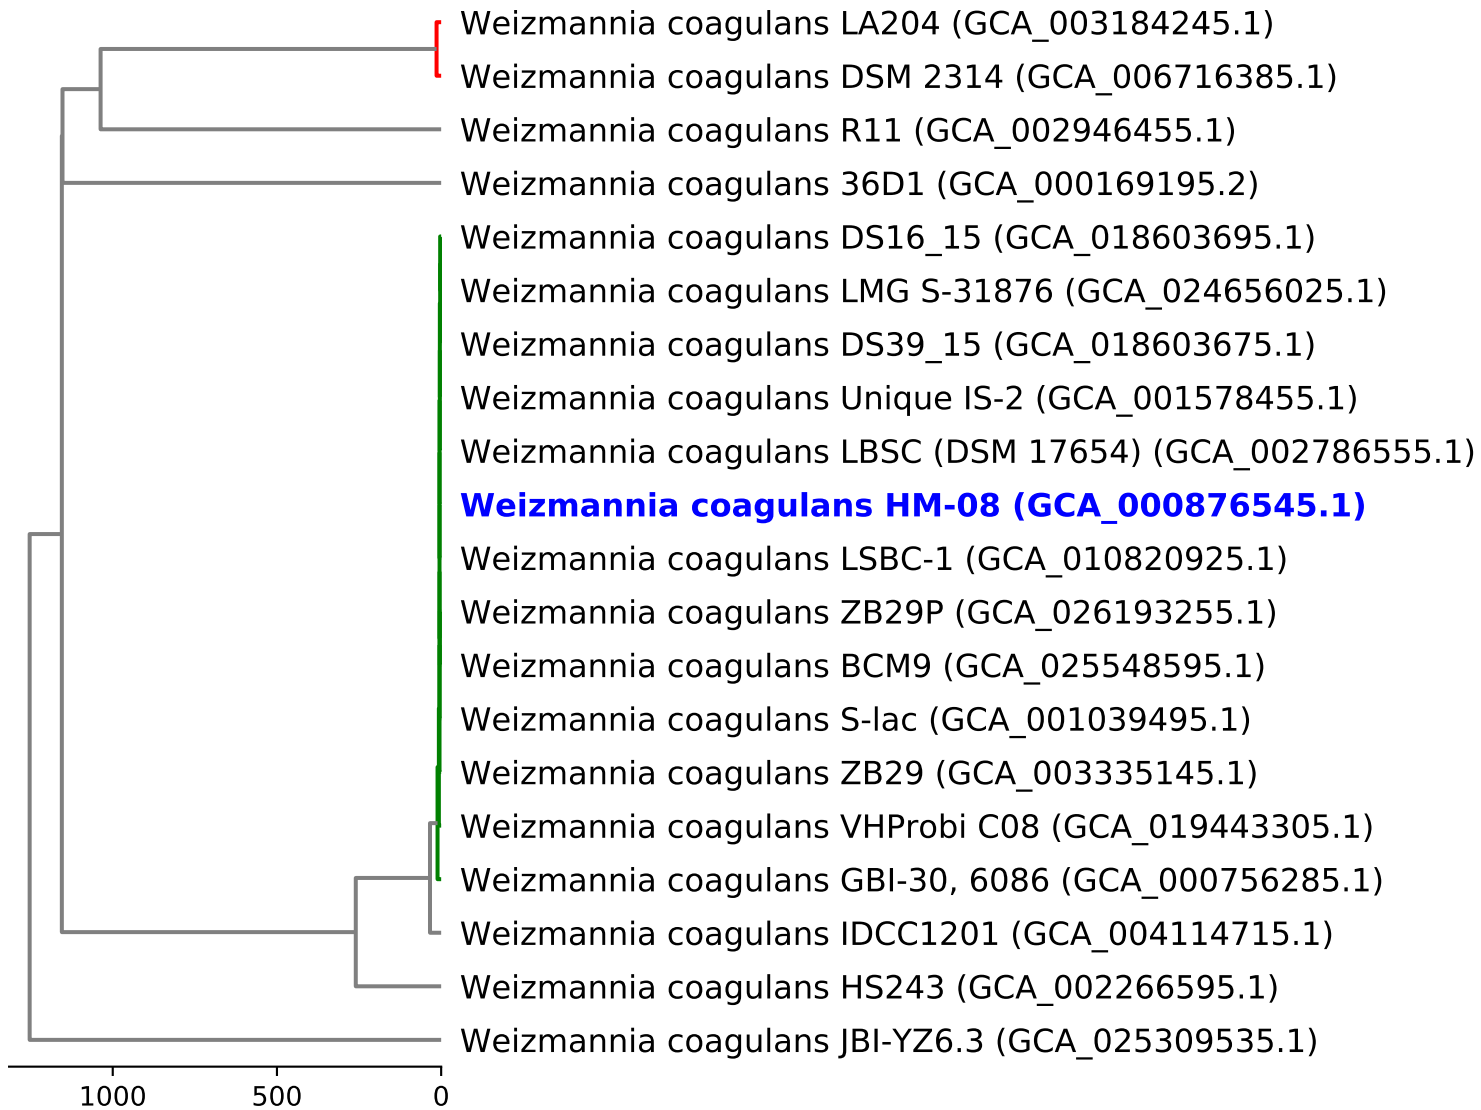 Weizmannia coagulans LA204 (GCA_003184245.1)
Weizmannia coagulans DSM 2314 (GCA_006716385.1)
Weizmannia coagulans R11 (GCA_002946455.1)
Weizmannia coagulans 36D1 (GCA_000169195.2)
Weizmannia coagulans DS16_15 (GCA_018603695.1)
Weizmannia coagulans LMG S-31876 (GCA_024656025.1)
Weizmannia coagulans DS39_15 (GCA_018603675.1)
Weizmannia coagulans Unique IS-2 (GCA_001578455.1)
Weizmannia coagulans LBSC (DSM 17654) (GCA_002786555.1)
Weizmannia coagulans HM-08 (GCA_000876545.1)
Weizmannia coagulans LSBC-1 (GCA_010820925.1)
Weizmannia coagulans ZB29P (GCA_026193255.1)
Weizmannia coagulans BCM9 (GCA_025548595.1)
Weizmannia coagulans S-lac (GCA_001039495.1)
Weizmannia coagulans ZB29 (GCA_003335145.1)
Weizmannia coagulans VHProbi C08 (GCA_019443305.1)
Weizmannia coagulans GBI-30, 6086 (GCA_000756285.1)
Weizmannia coagulans IDCC1201 (GCA_004114715.1)
Weizmannia coagulans HS243 (GCA_002266595.1)
Weizmannia coagulans JBI-YZ6.3 (GCA_025309535.1)
1000 500 0